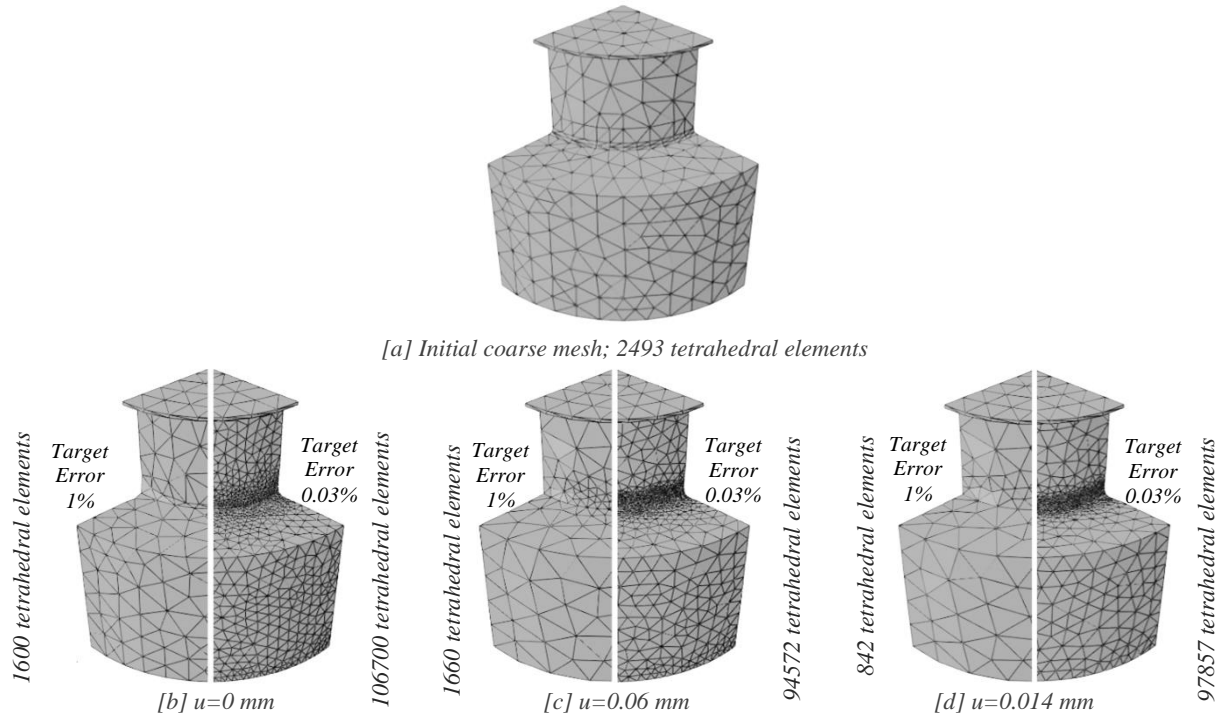 [a] Initial coarse mesh; 2493 tetrahedral elements
1600 tetrahedral elements
Target
Error
1%
Target
Error
0.03%
106700 tetrahedral elements
[b] u=0 mm
1660 tetrahedral elements
Target
Error
1%
Target
Error
0.03%
94572 tetrahedral elements
[c] u=0.06 mm
842 tetrahedral elements
Target
Error
1%
Target
Error
0.03%
97857 tetrahedral elements
[d] u=0.014 mm